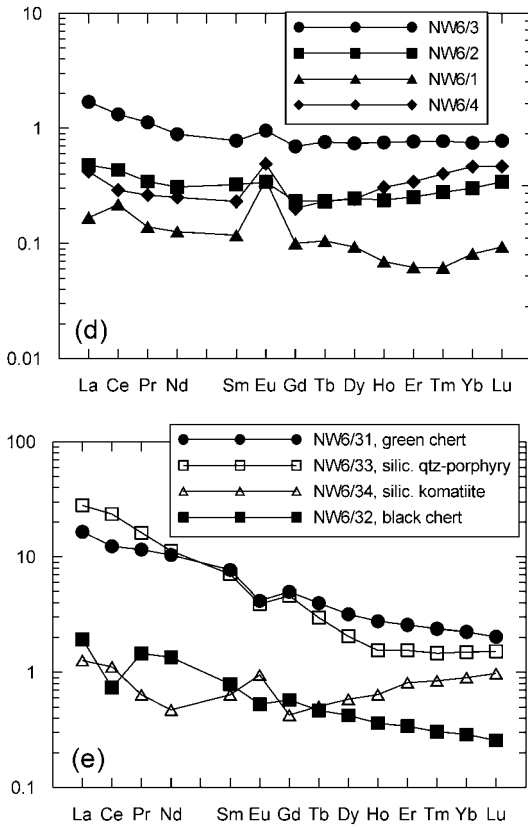 10
1
0.1
0.01
NW6/3
NW6/2
NW6/1
NW6/4
(d)
La Ce Pr Nd Sm Eu Gd Tb Dy Ho Er Tm Yb Lu
100
10
1
0.1
NW6/31, green chert
NW6/33, silic. qtz-porphyry
NW6/34, silic. komatiite
NW6/32, black chert
(e)
La Ce Pr Nd Sm Eu Gd Tb Dy Ho Er Tm Yb Lu